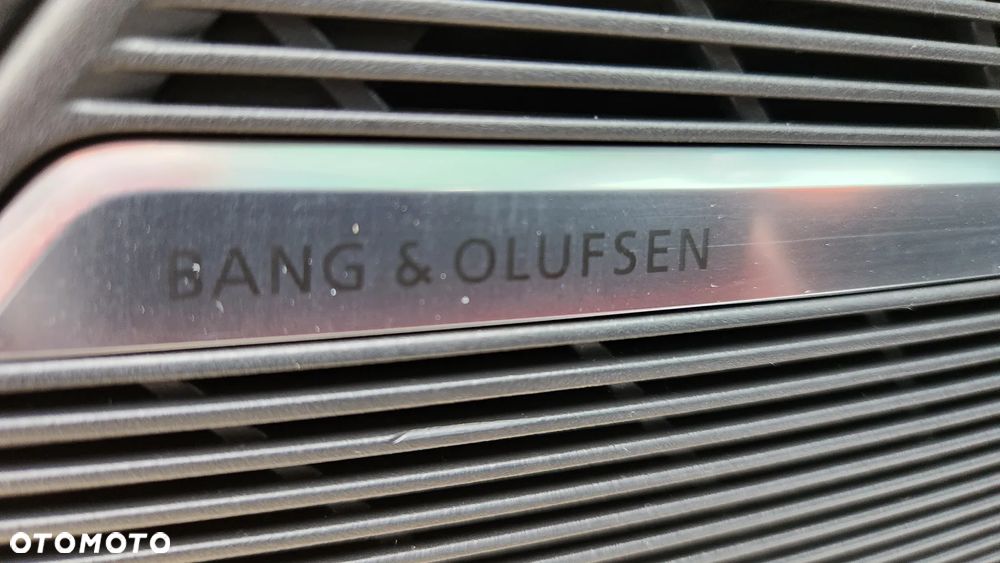 BANG & OLUFSEN
OTOMOTO